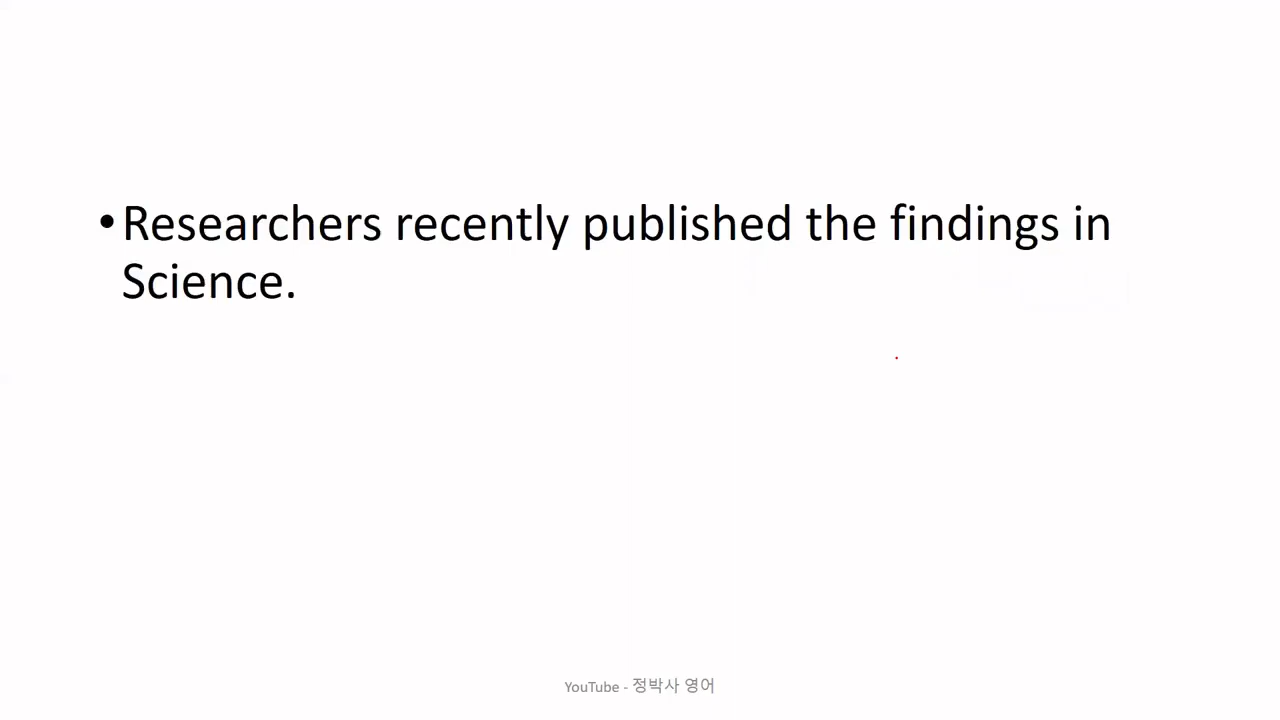 •Researchers recently published the findings in
Science.
YouTube - 정박사 영어